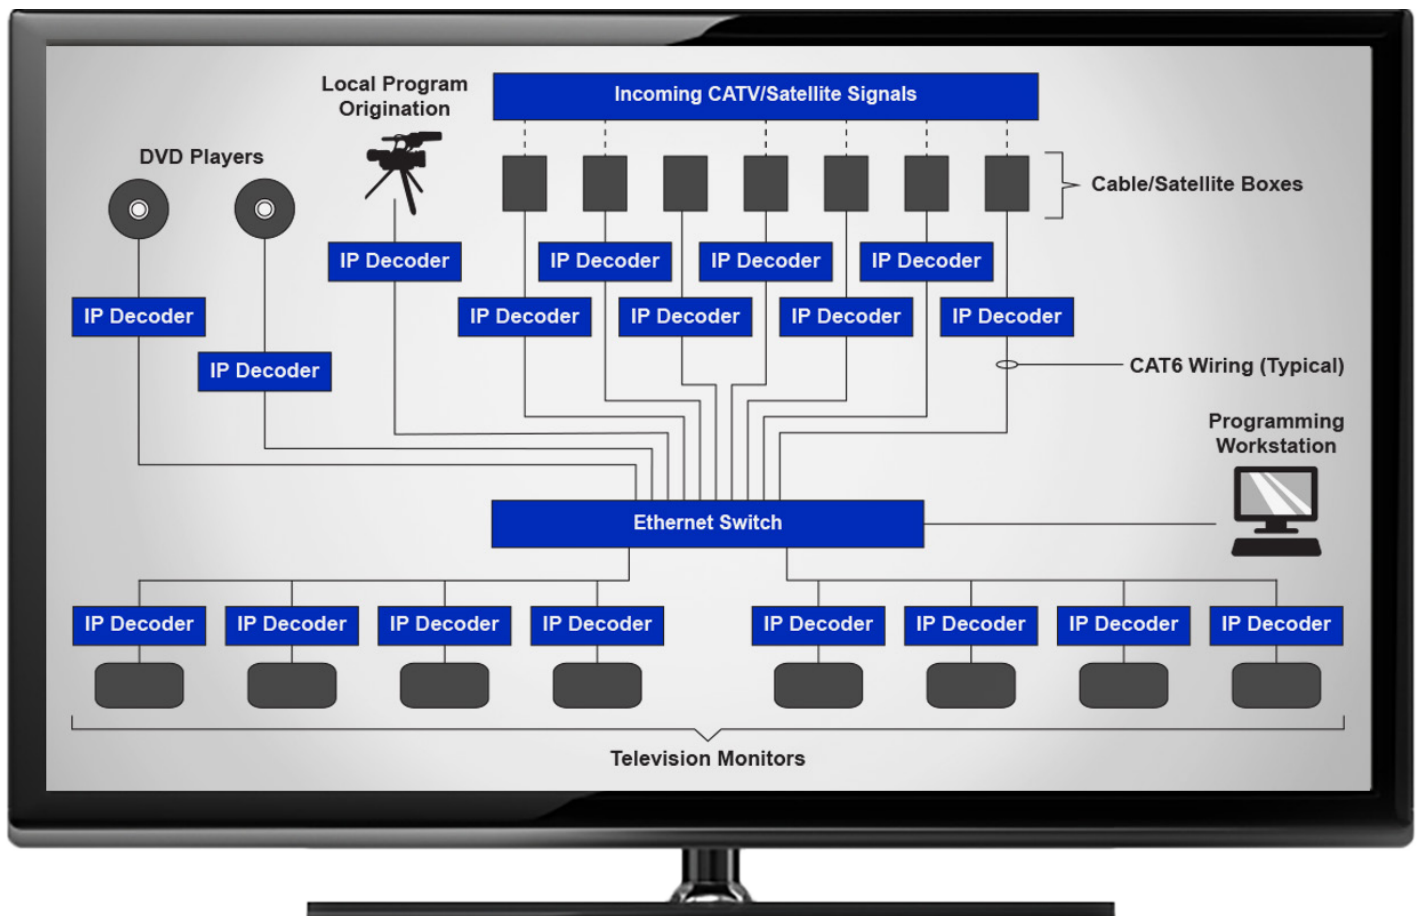 Local Program
Origination
Incoming CATV/Satellite Signals
DVD Players
Cable/Satellite Boxes
IP Decoder
IP Decoder
IP Decoder
IP Decoder
IP Decoder
IP Decoder
IP Decoder
IP Decoder
IP Decoder
IP Decoder
CAT6 Wiring (Typical)
Programming
Workstation
Ethernet Switch
IP Decoder
IP Decoder
IP Decoder
IP Decoder
IP Decoder
IP Decoder
IP Decoder
IP Decoder
Television Monitors